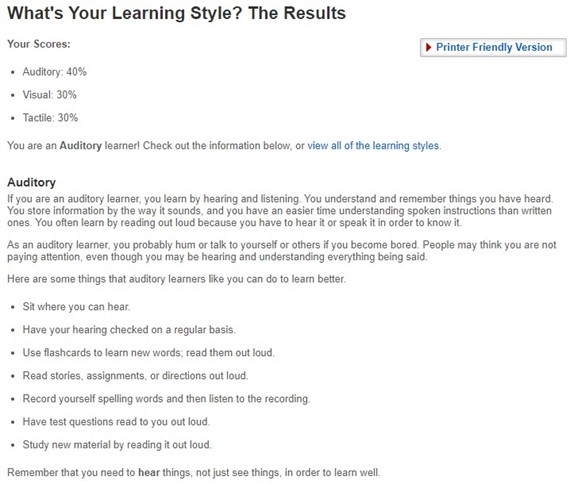 What's Your Learning Style? The Results
Your Scores:
Printer Friendly Version
• Auditory: 40%
• Visual: 30%
• Tactile: 30%
You are an Auditory learner! Check out the information below, or view all of the learning styles.
Auditory
If you are an auditory learner, you learn by hearing and listening. You understand and remember things you have heard.
You store information by the way it sounds, and you have an easier time understanding spoken instructions than written
ones. You often learn by reading out loud because you have to hear it or speak it in order to know it.
As an auditory learner, you probably hum or talk to yourself or others if you become bored. People may think you are not
paying attention, even though you may be hearing and understanding everything being said.
Here are some things that auditory learners like you can do to learn better.
• Sit where you can hear.
• Have your hearing checked on a regular basis.
• Use flashcards to learn new words; read them out loud.
• Read stories, assignments, or directions out loud.
• Record yourself spelling words and then listen to the recording.
• Have test questions read to you out loud.
• Study new material by reading it out loud.
Remember that you need to hear things, not just see things, in order to learn well.